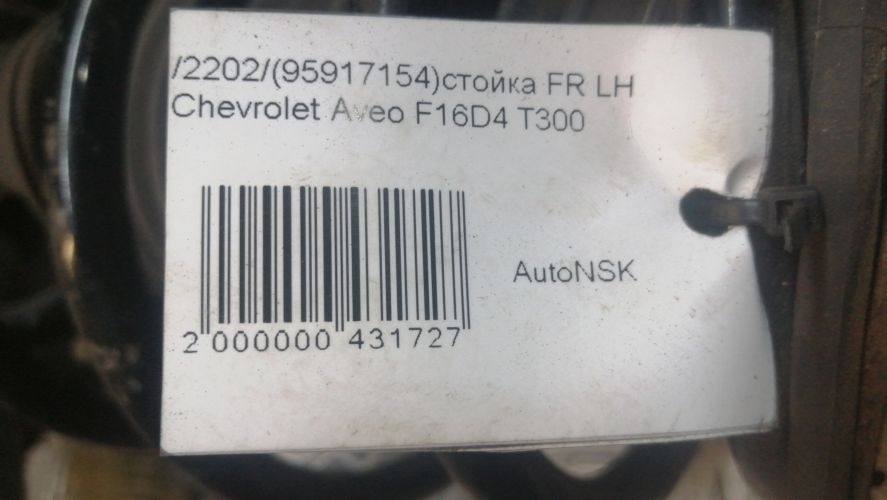 /2202/(95917154)стойка FR LH
Chevrolet Aveo F16D4 T300
AutoNSK
2 000000 431727